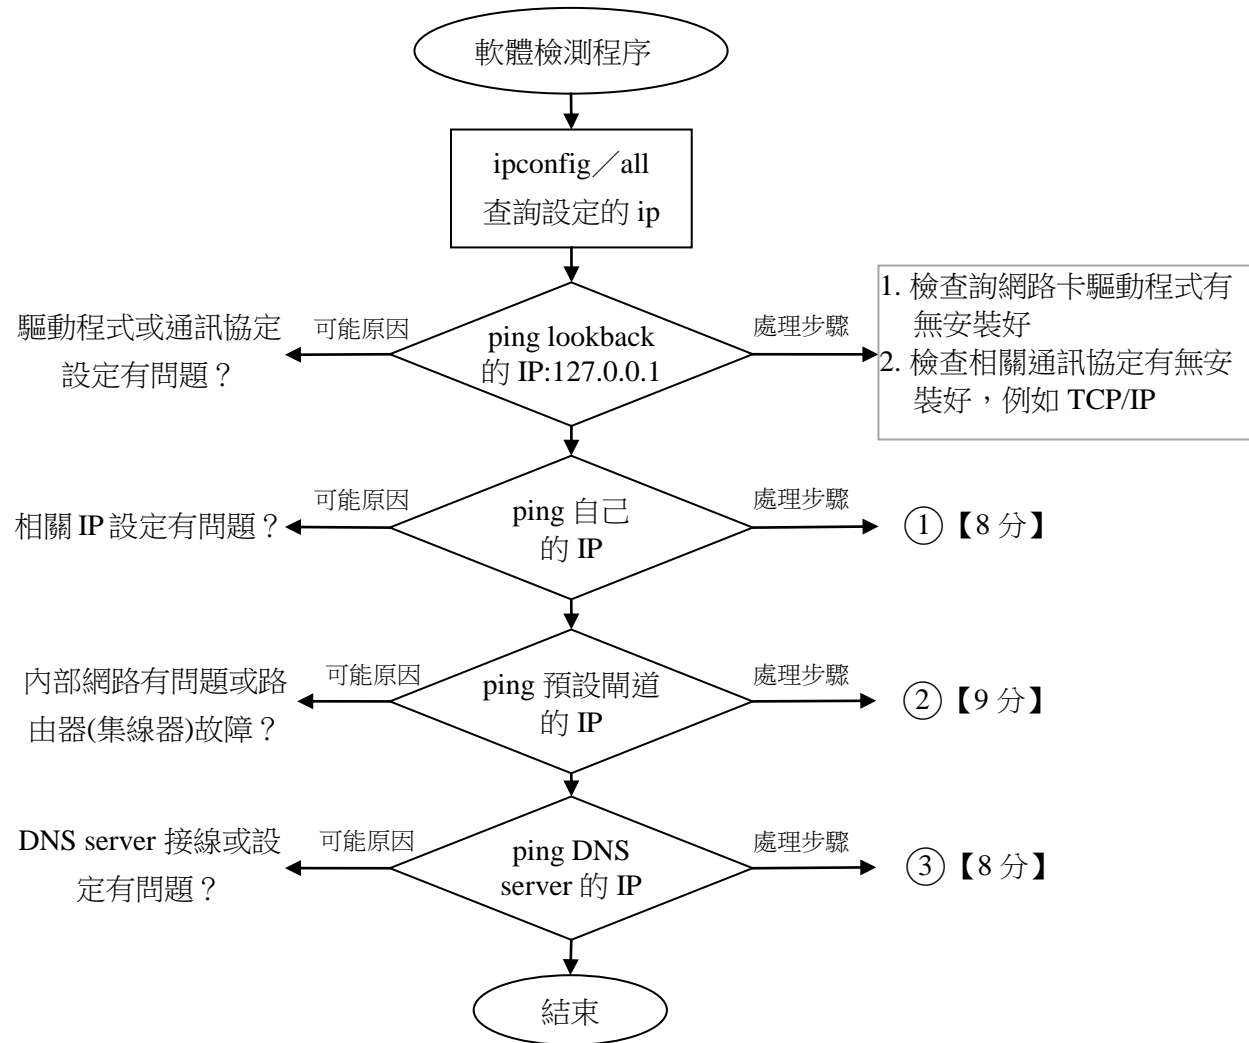 軟體檢測程序
ipconfig／all
查詢設定的 ip
驅動程式或通訊協定
設定有問題？
可能原因
ping lookback
的 IP:127.0.0.1
處理步驟
1. 檢查詢網路卡驅動程式有
無安裝好
2. 檢查相關通訊協定有無安
裝好，例如 TCP/IP
相關 IP 設定有問題？
可能原因
ping 自己
的 IP
處理步驟
①【8 分】
內部網路有問題或路
由器(集線器)故障？
可能原因
ping 預設閘道
的 IP
處理步驟
②【9 分】
DNS server 接線或設
定有問題？
可能原因
ping DNS
server 的 IP
處理步驟
③【8 分】
結束